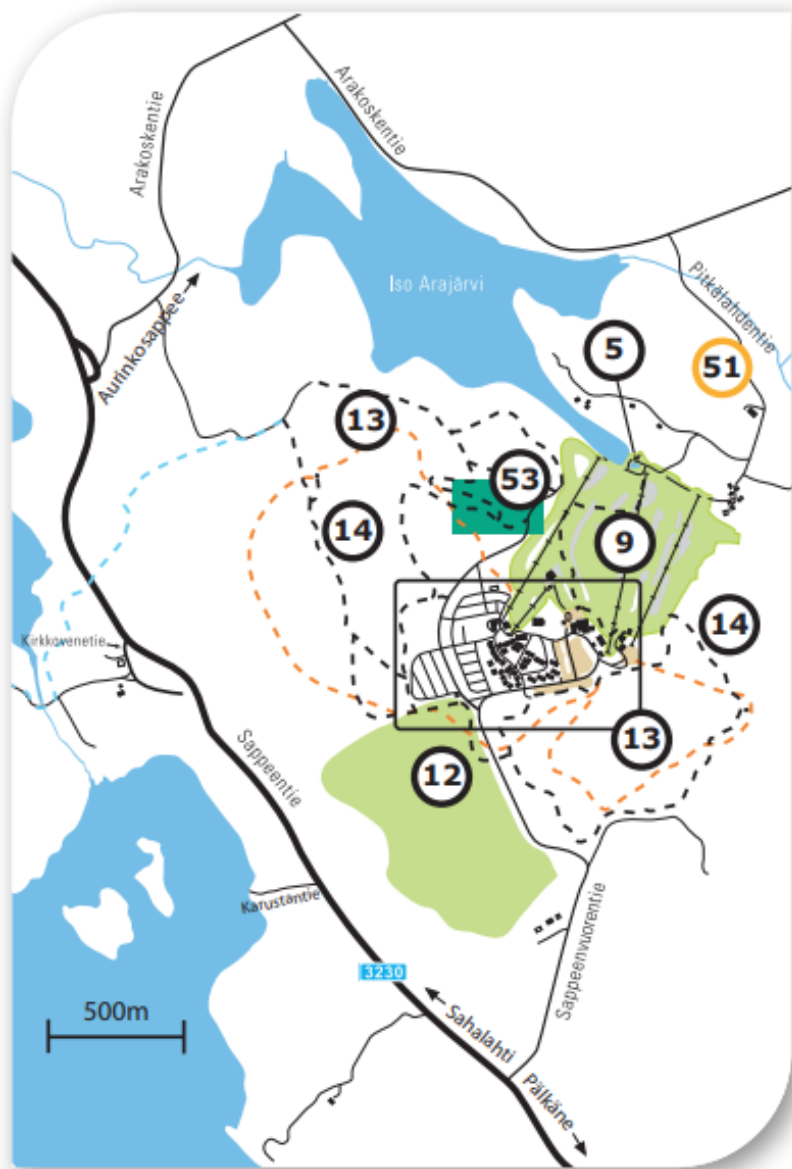 Arakoskentie
Arakoskentie
Iso Arajärvi
Pitkälahdentie
Aurinkosappee
5
51
13
53
14
9
14
Kirkkovenetie
13
12
Sappeentie
Karustäntie
3230
Sappeenvuorentie
500m
Sahalahti
Pälkäne